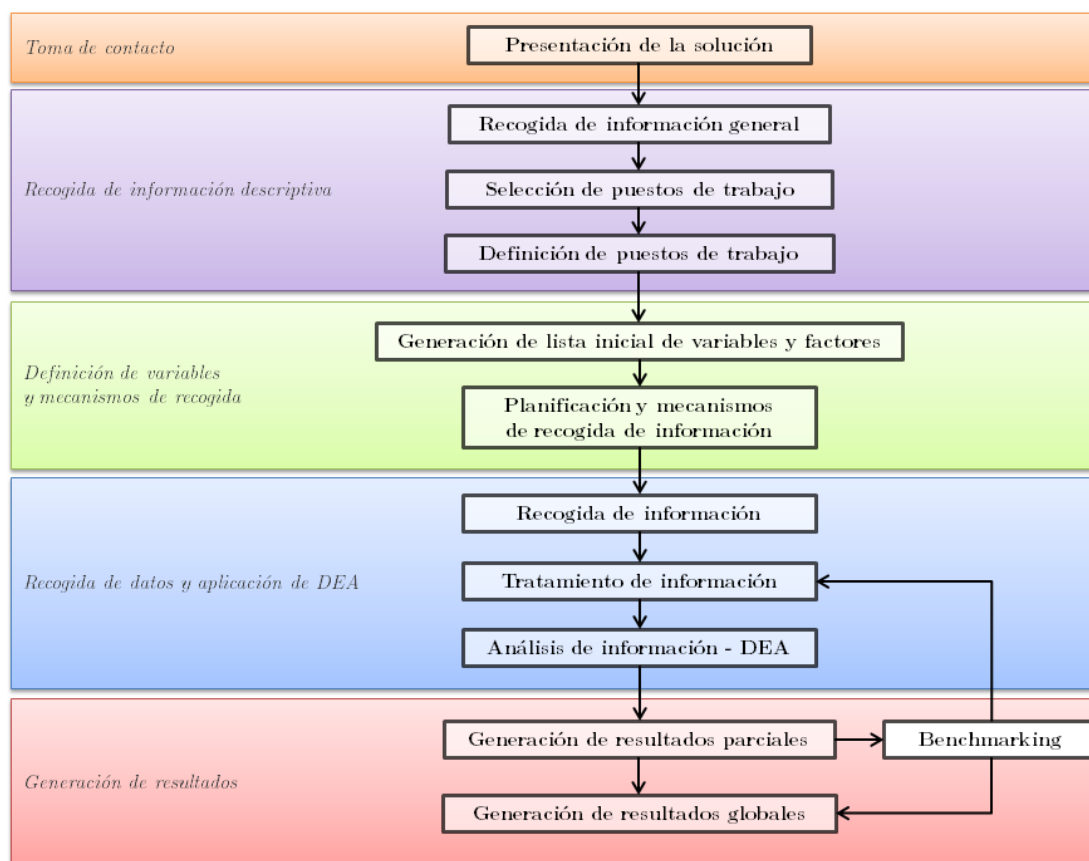 Toma de contacto
Presentación de la solución
Recogida de información descriptiva
Recogida de información general
Selección de puestos de trabajo
Definición de puestos de trabajo
Definición de variables
y mecanismos de recogida
Generación de lista inicial de variables y factores
Planificación y mecanismos
de recogida de información
Recogida de datos y aplicación de DEA
Recogida de información
Tratamiento de información
Análisis de información - DEA
Generación de resultados
Generación de resultados parciales
Benchmarking
Generación de resultados globales